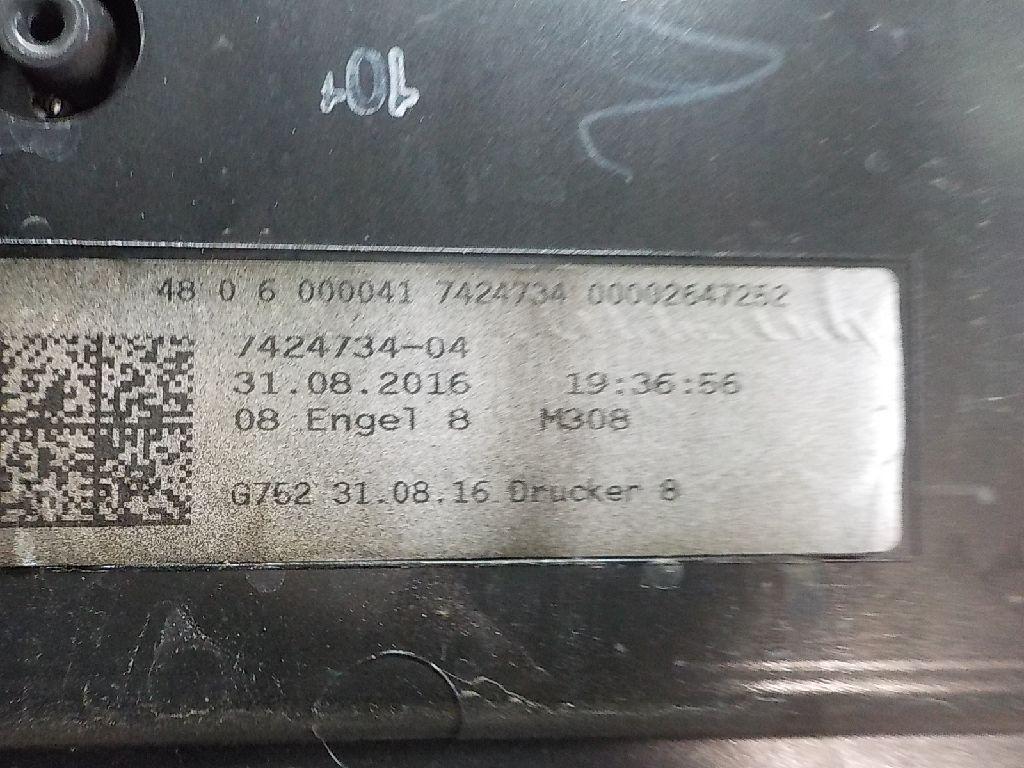 101
48 0 6 000041 7424734 00002647252
7424734-04
31.08.2016 19:36:56
08 Engel 8 M308
G752 31.08.16 Drucker 8